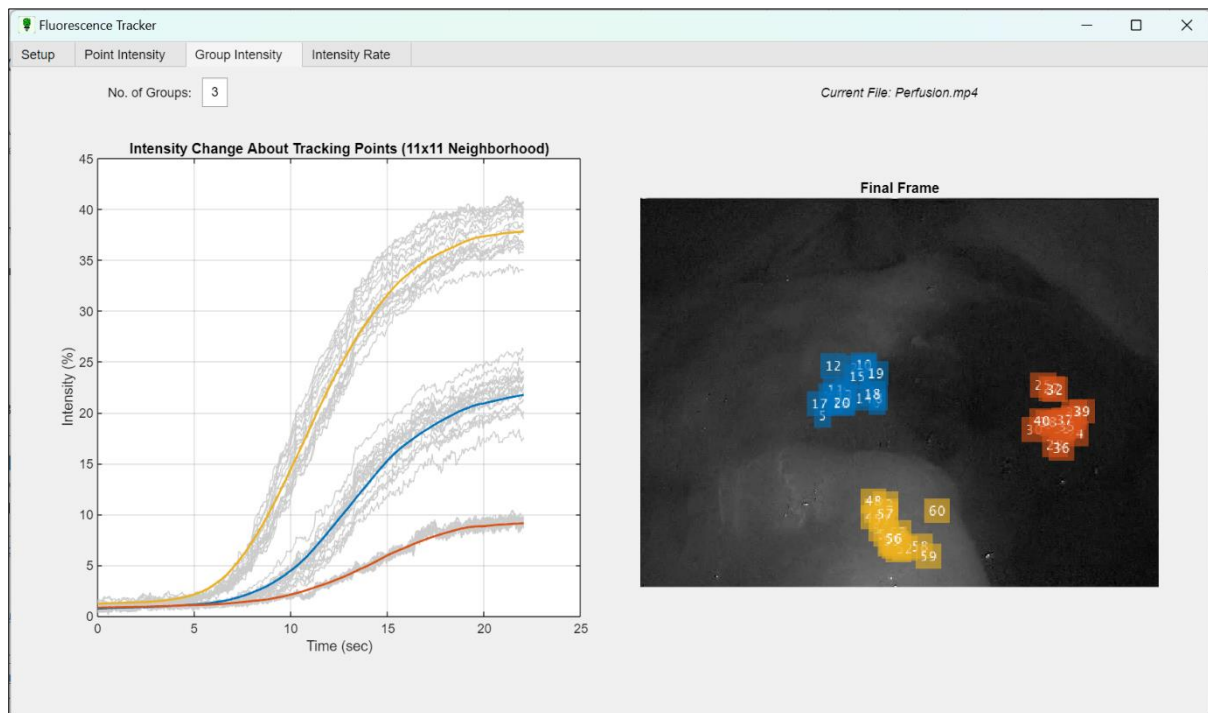 Fluorescence Tracker
Setup Point Intensity Group Intensity Intensity Rate
No. of Groups: 3
Current File: Perfusion.mp4
Intensity Change About Tracking Points (11x11 Neighborhood)
45
40
35
30
25
20
15
10
5
0
Intensity (%)
0 5 10 15 20 25
Time (sec)
Final Frame
12 10
15 19
17 20 18
5
32
39
40 37
36
48
57
60
56 58
59